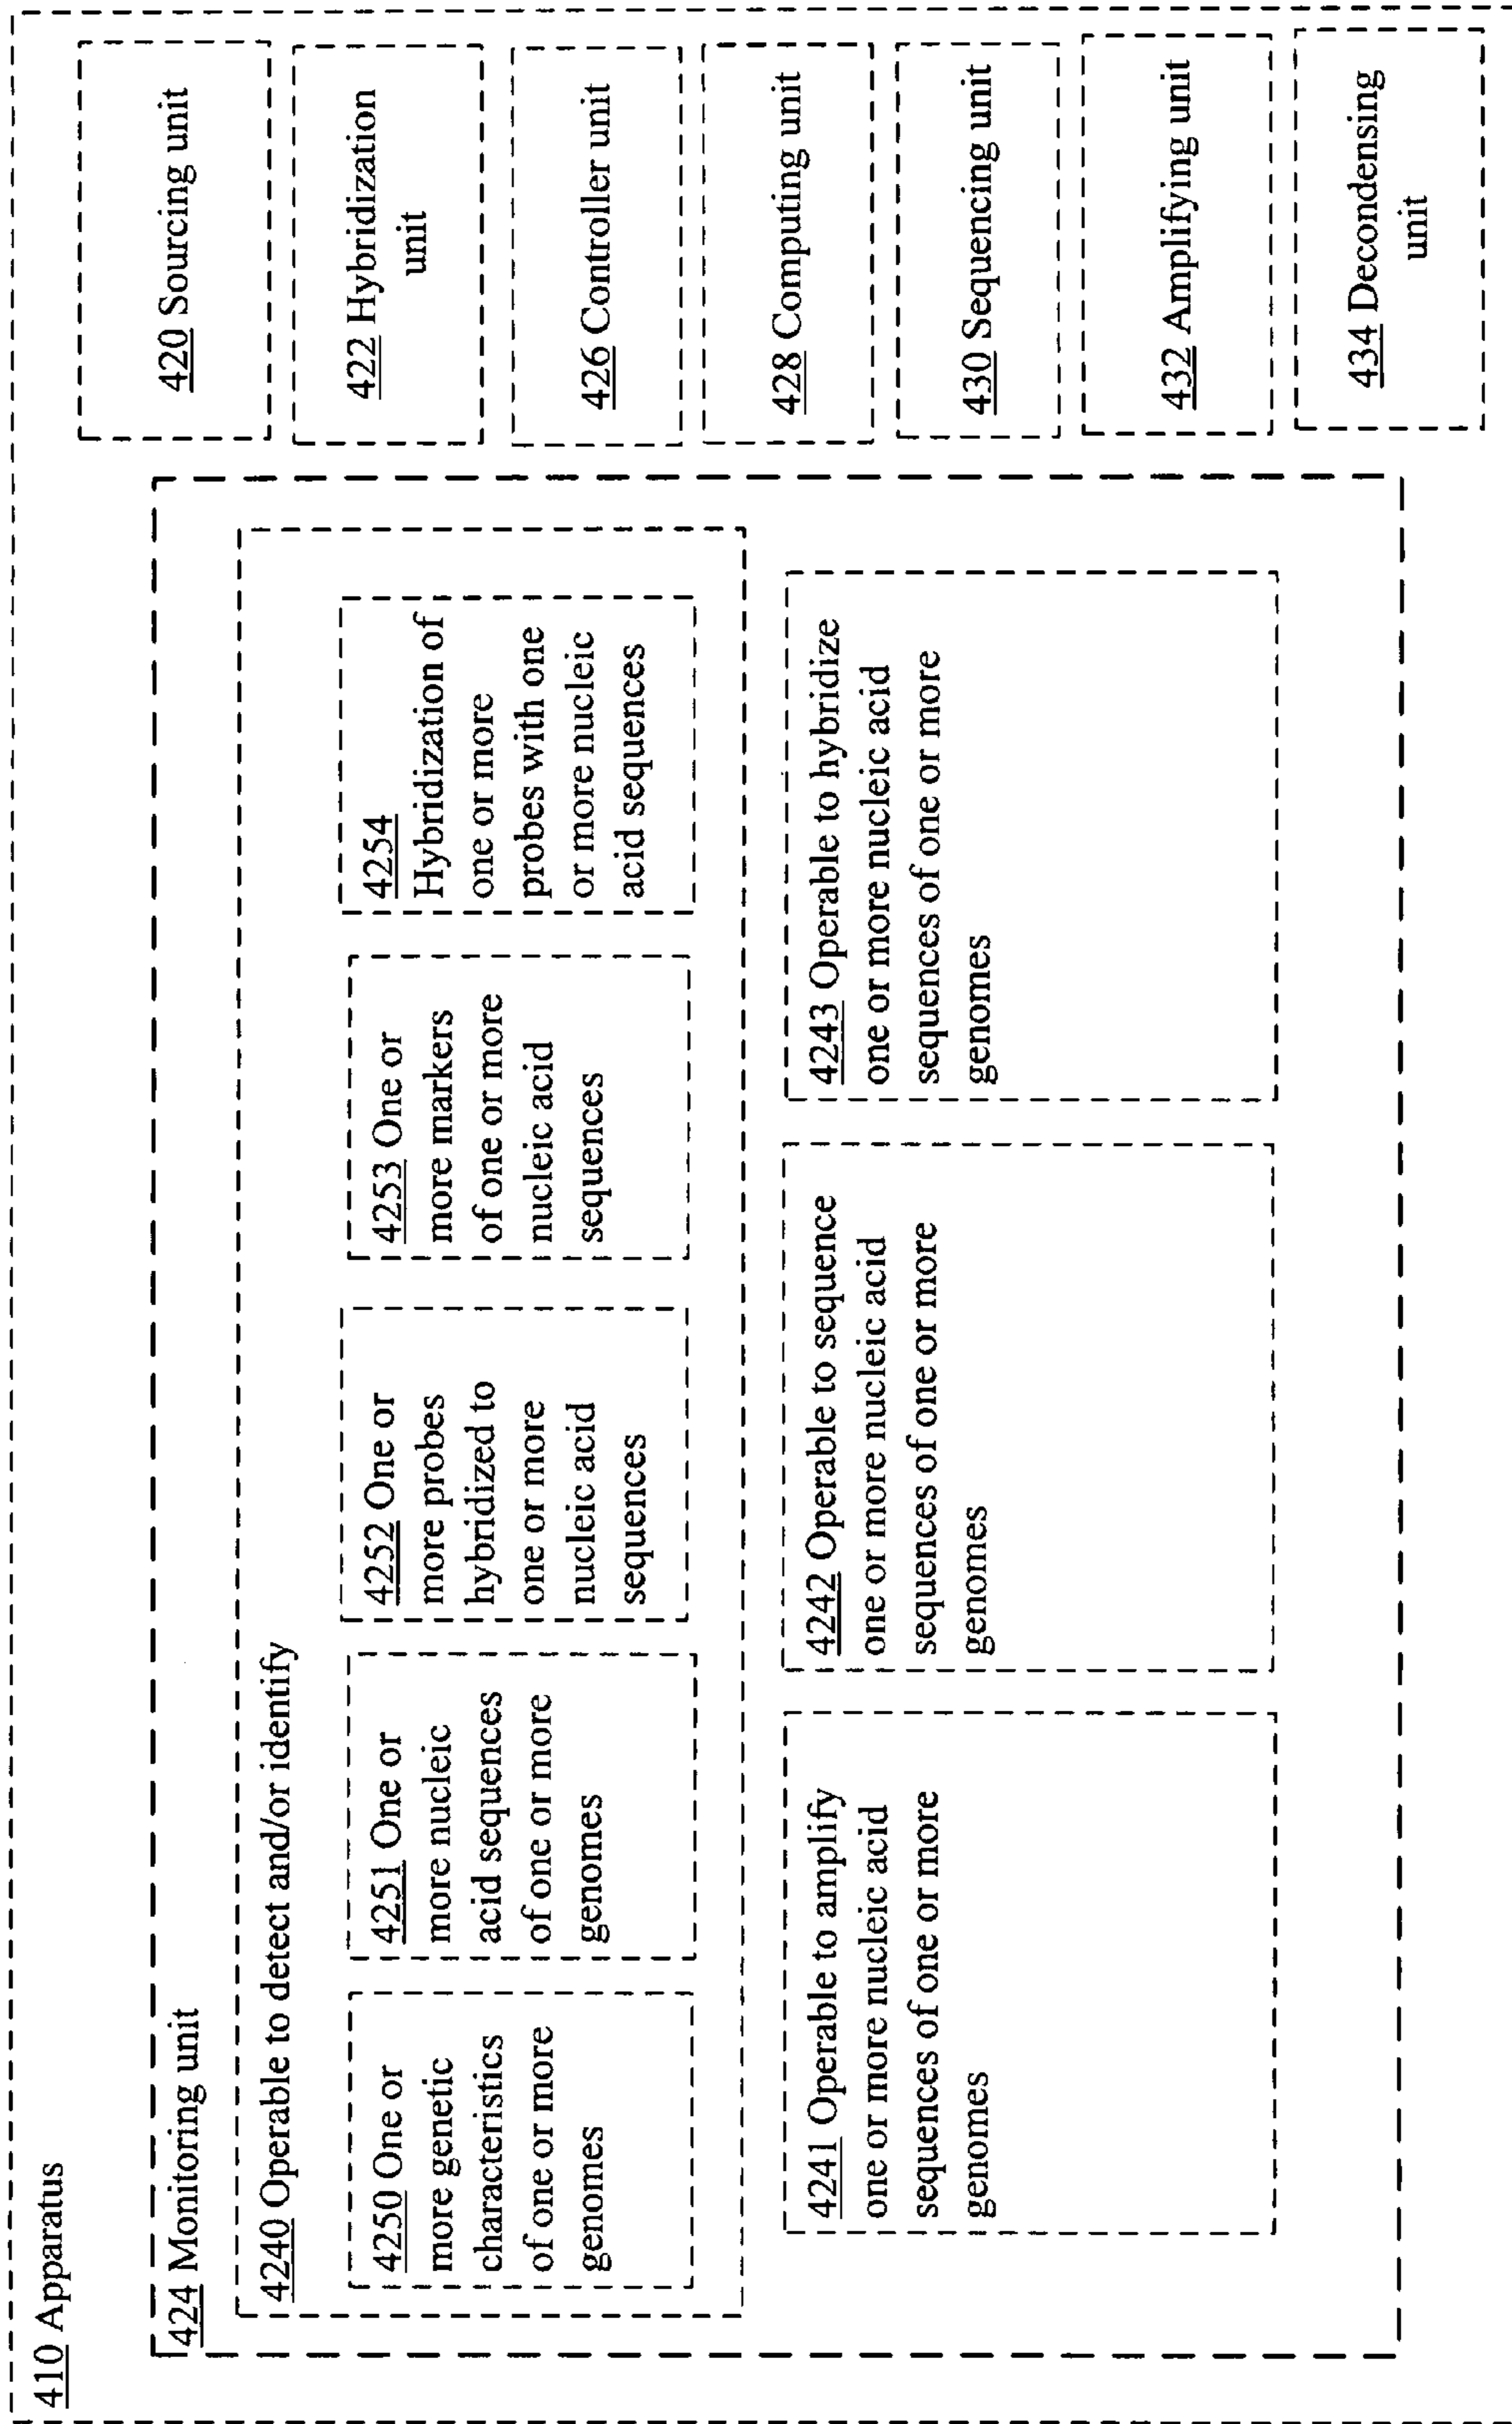 410 Apparatus
424 Monitoring unit
4240 Operable to detect and/or identify
4250 One or
more genetic
characteristics
of one or more
genomes
4251 One or
more nucleic
acid sequences
of one or more
genomes
4252 One or
more probes
hybridized to
one or more
nucleic acid
sequences
4253 One or
more markers
of one or more
nucleic acid
sequences
4254
Hybridization of
one or more
probes with one
or more nucleic
acid sequences
4241 Operable to amplify
one or more nucleic acid
sequences of one or more
genomes
4242 Operable to sequence
one or more nucleic acid
sequences of one or more
genomes
4243 Operable to hybridize
one or more nucleic acid
sequences of one or more
genomes
420 Sourcing unit
422 Hybridization
unit
426 Controller unit
428 Computing unit
430 Sequencing unit
432 Amplifying unit
434 Decondensing
unit